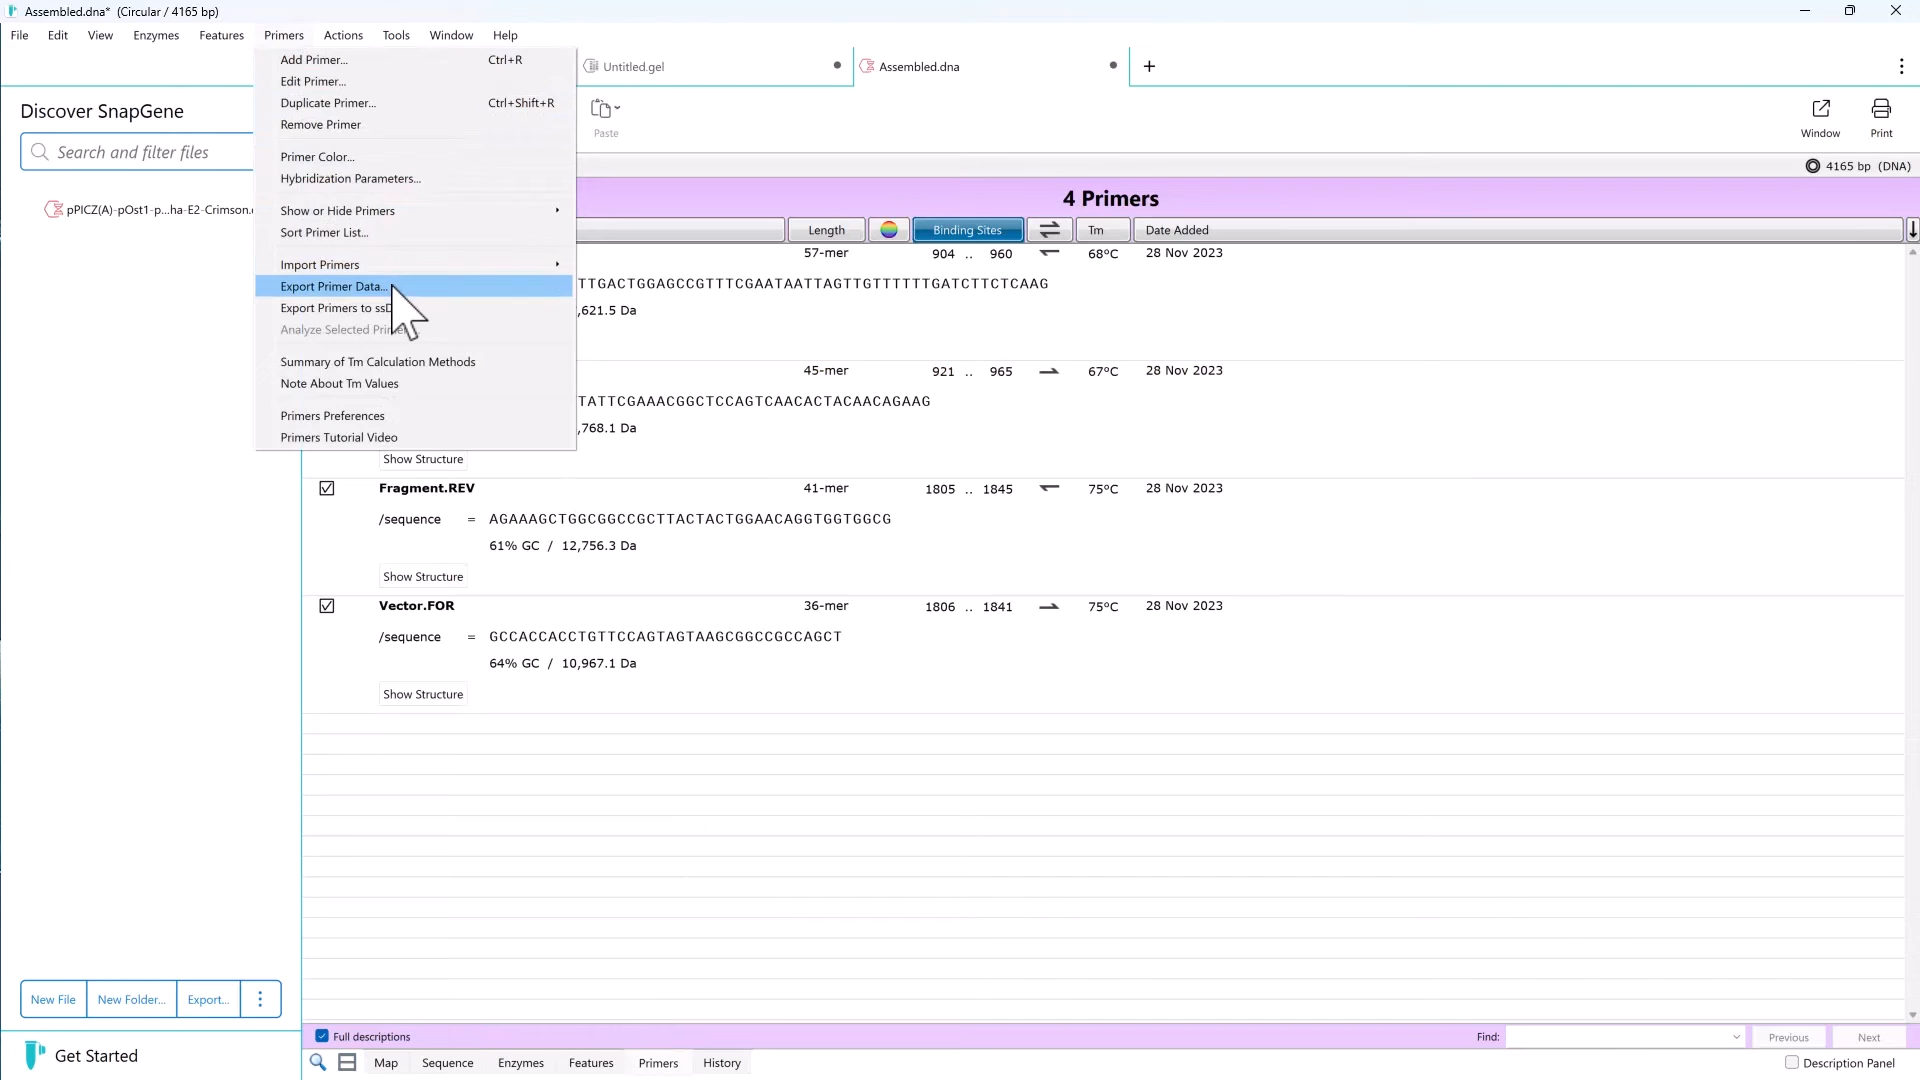 Assembled.dna* (Circular / 4165 bp)
File Edit View Enzymes Features Primers Actions Tools Window Help
Add Primer... Ctrl+R
Edit Primer...
Duplicate Primer... Ctrl+Shift+R
Remove Primer
Primer Color...
Hybridization Parameters...
Show or Hide Primers
Sort Primer List...
Import Primers
Export Primer Data...
Export Primers to
Analyze Selected
Summary of Tm Calculation Methods
Note About Tm Values
Primers Preferences
Primers Tutorial Video
Untitled.gel
Assembled.dna
Discover SnapGene
Search and filter files
pPICZ(A)-pOst1-p...ha-E2-Crimson.
Paste
Window
Print
4165 bp (DNA)
4 Primers
Length Binding Sites Tm Date Added
57-mer 904 .. 960 68°C 28 Nov 2023
TTGACTGGAGCCGTTTCGAATAATTAGTTGTTTTTTGATCTTCTCAAG
,621.5 Da
45-mer 921 .. 965 67°C 28 Nov 2023
TATTCGAAACGGCTCCAGTCAACACTACAACAGAAG
,768.1 Da
Show Structure
Fragment.REV 41-mer 1805 .. 1845 75°C 28 Nov 2023
/sequence = AGAAAGCTGGCGGCCGCTTACTACTGGAACAGGTGGTGGCG
61% GC / 12,756.3 Da
Show Structure
Vector.FOR 36-mer 1806 .. 1841 75°C 28 Nov 2023
/sequence = GCCACCACCTGTTCCAGTAGTAAGCGGCCGCCAGCT
64% GC / 10,967.1 Da
Show Structure
New File New Folder... Export...
Get Started
Full descriptions
Find: Previous Next
Map Sequence Enzymes Features Primers History
Description Panel